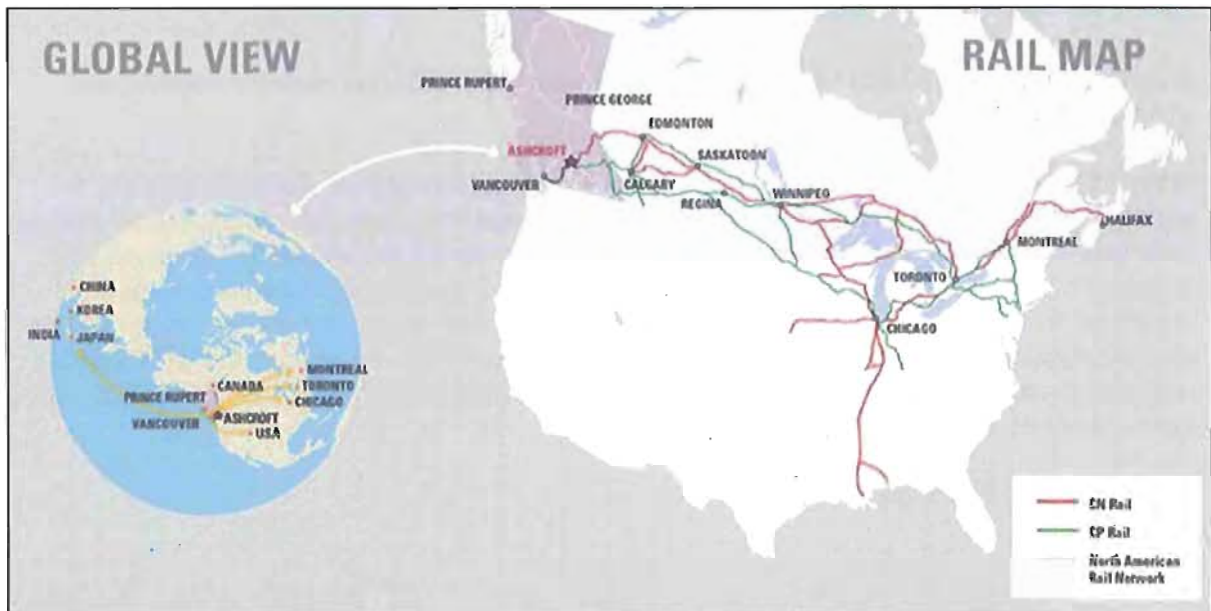 GLOBAL VIEW
RAIL MAP
PRINCE RUPERT
PRINCE GEORGE
EDMONTON
ASHCROFT
SASKATOON
VANCOUVER
CALGARY
REGINA
WINNIPEG
HALIFAX
MONTREAL
TORONTO
CHICAGO
CHINA
KOREA
INDIA
JAPAN
MONTREAL
CANADA
TORONTO
PRINCE RUPERT
CHICAGO
ASHCROFT
VANCOUVER
USA
CN Rail
CP Rail
North American
Rail Network